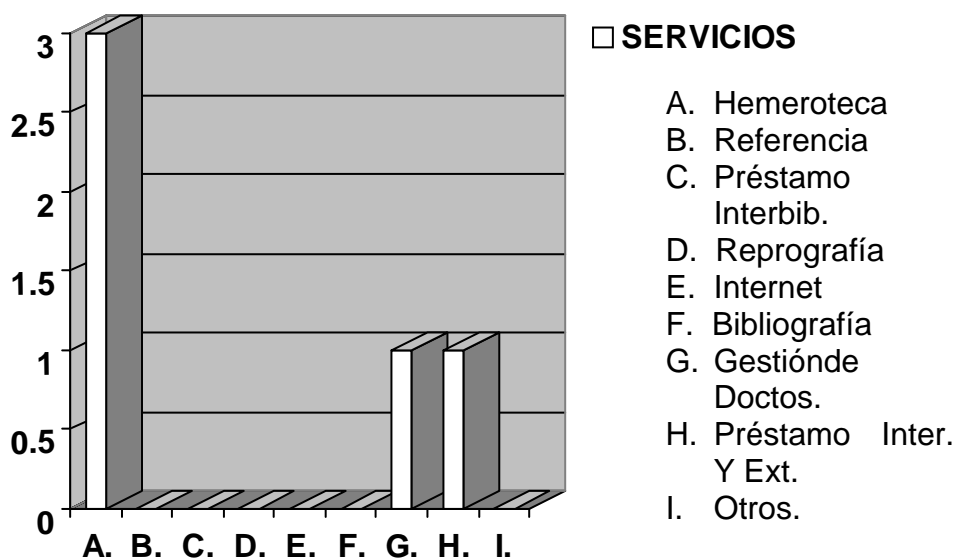 3
2.5
2
1.5
1
0.5
0
A. B. C. D. E. F. G. H. I.
SERVICIOS
A. Hemeroteca
B. Referencia
C. Préstamo
Interbib.
D. Reprografía
E. Internet
F. Bibliografía
G. Gestiónde
Doctos.
H. Préstamo Inter.
Y Ext.
I. Otros.